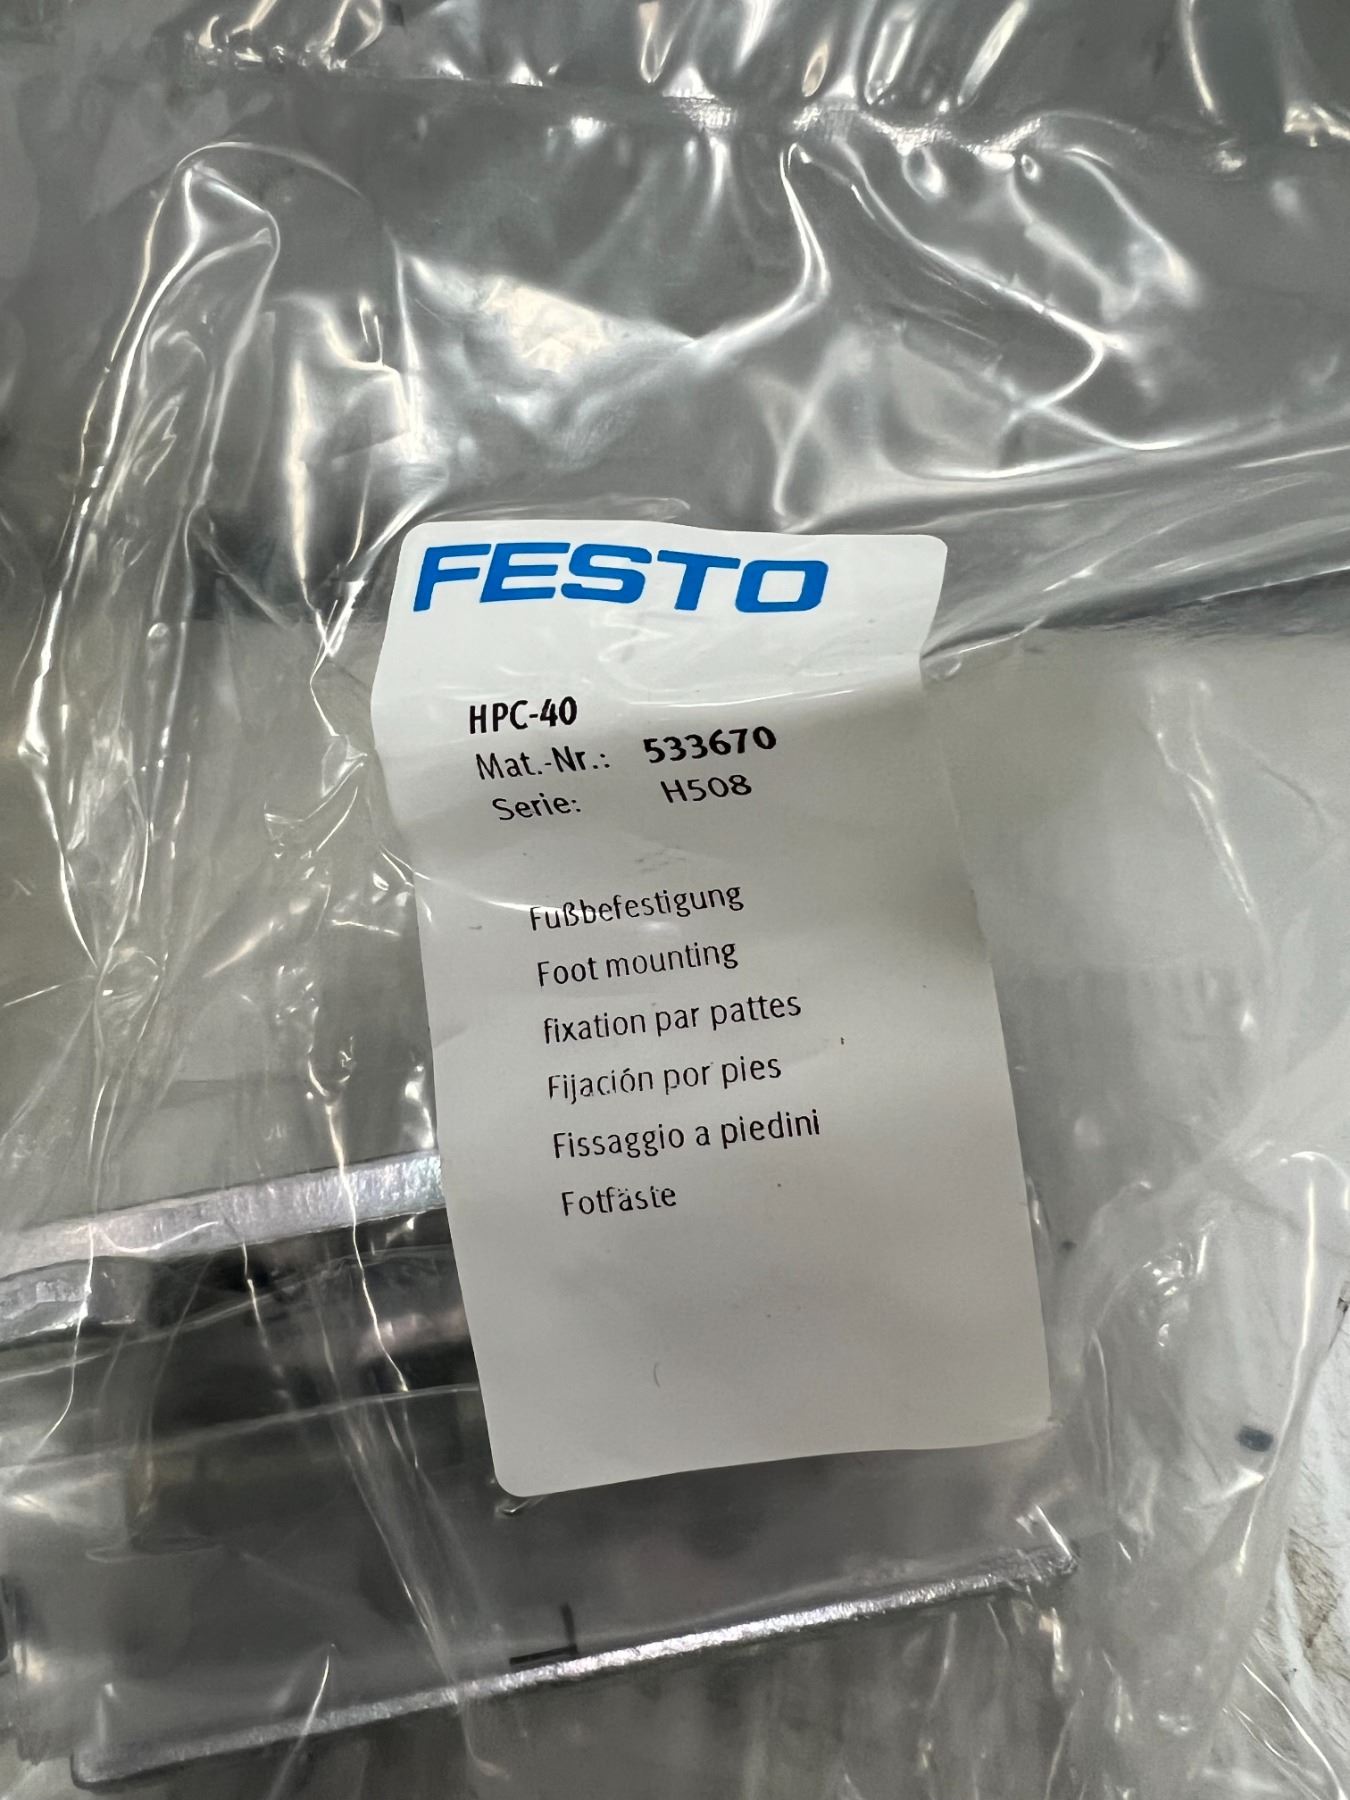 FESTO
HPC-40
Mat.-Nr.: 533670
Serie: H508
Fußbefestigung
Foot mounting
fixation par pattes
Fijación por pies
Fissaggio a piedini
Fotfäste